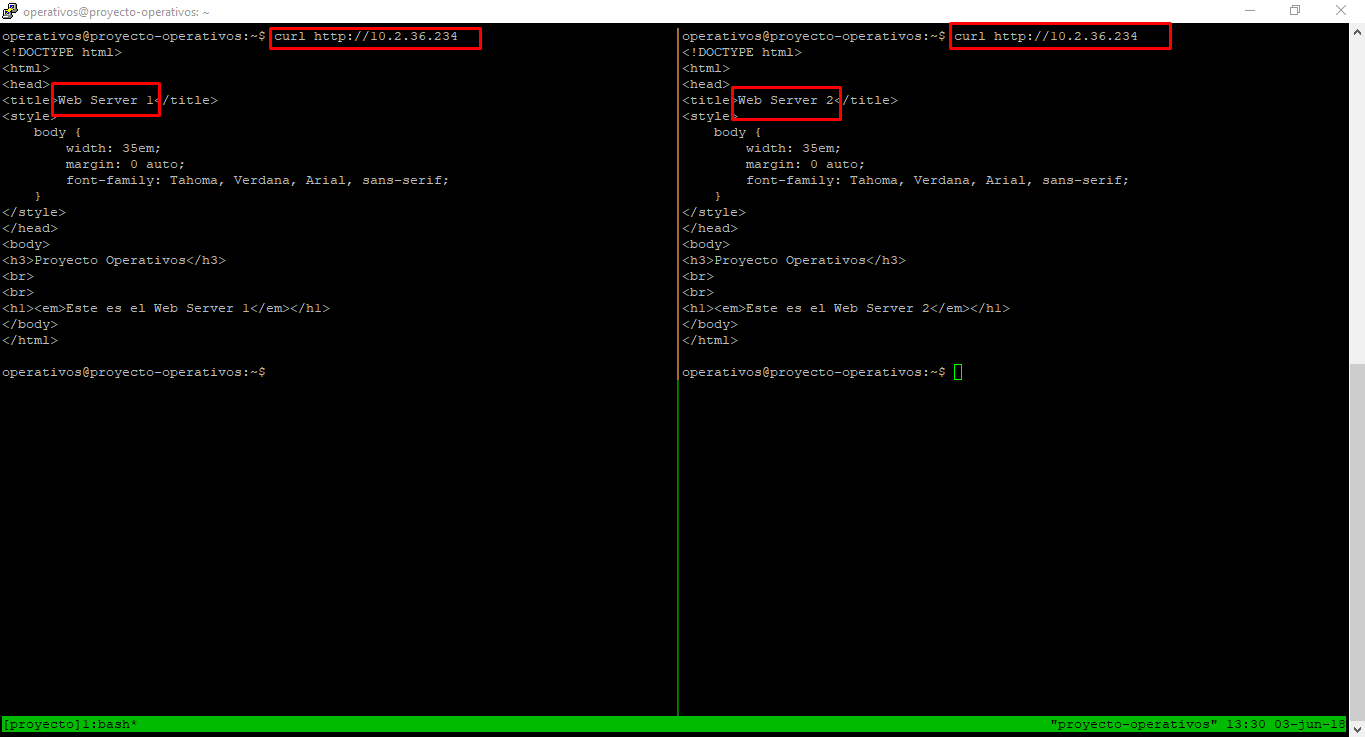 operativos@proyecto-operativos: ~
operativos@proyecto-operativos:~$ curl http://10.2.36.234
<!DOCTYPE html>
<html>
<head>
<title>Web Server 1</title>
<style>
    body {
        width: 35em;
        margin: 0 auto;
        font-family: Tahoma, Verdana, Arial, sans-serif;
    }
</style>
</head>
<body>
<h3>Proyecto Operativos</h3>
<br>
<br>
<h1><em>Este es el Web Server 1</em></h1>
</body>
</html>
operativos@proyecto-operativos:~$
operativos@proyecto-operativos:~$ curl http://10.2.36.234
<!DOCTYPE html>
<html>
<head>
<title>Web Server 2</title>
<style>
    body {
        width: 35em;
        margin: 0 auto;
        font-family: Tahoma, Verdana, Arial, sans-serif;
    }
</style>
</head>
<body>
<h3>Proyecto Operativos</h3>
<br>
<br>
<h1><em>Este es el Web Server 2</em></h1>
</body>
</html>
operativos@proyecto-operativos:~$
[proyecto]1:bash* "proyecto-operativos" 13:30 03-jun-18